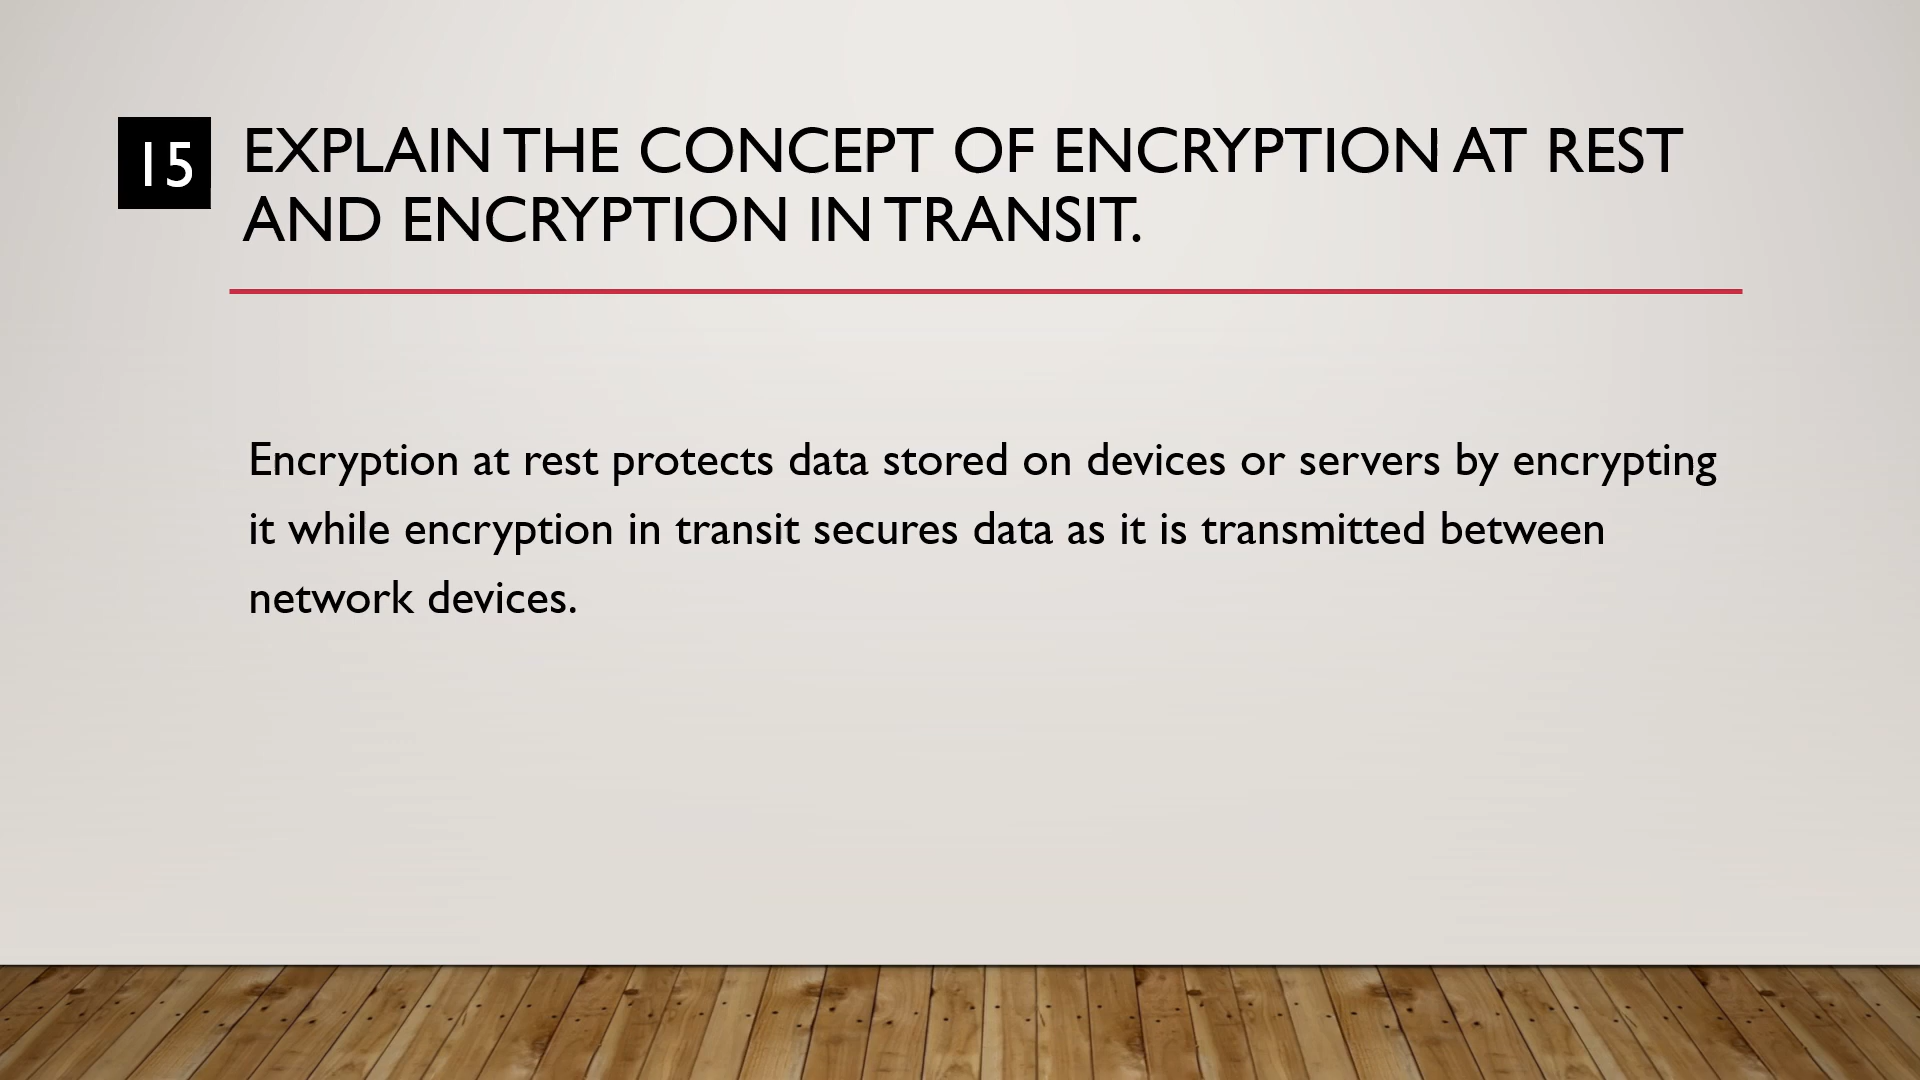 15
EXPLAIN THE CONCEPT OF ENCRYPTION AT REST
AND ENCRYPTION IN TRANSIT.
Encryption at rest protects data stored on devices or servers by encrypting
it while encryption in transit secures data as it is transmitted between
network devices.